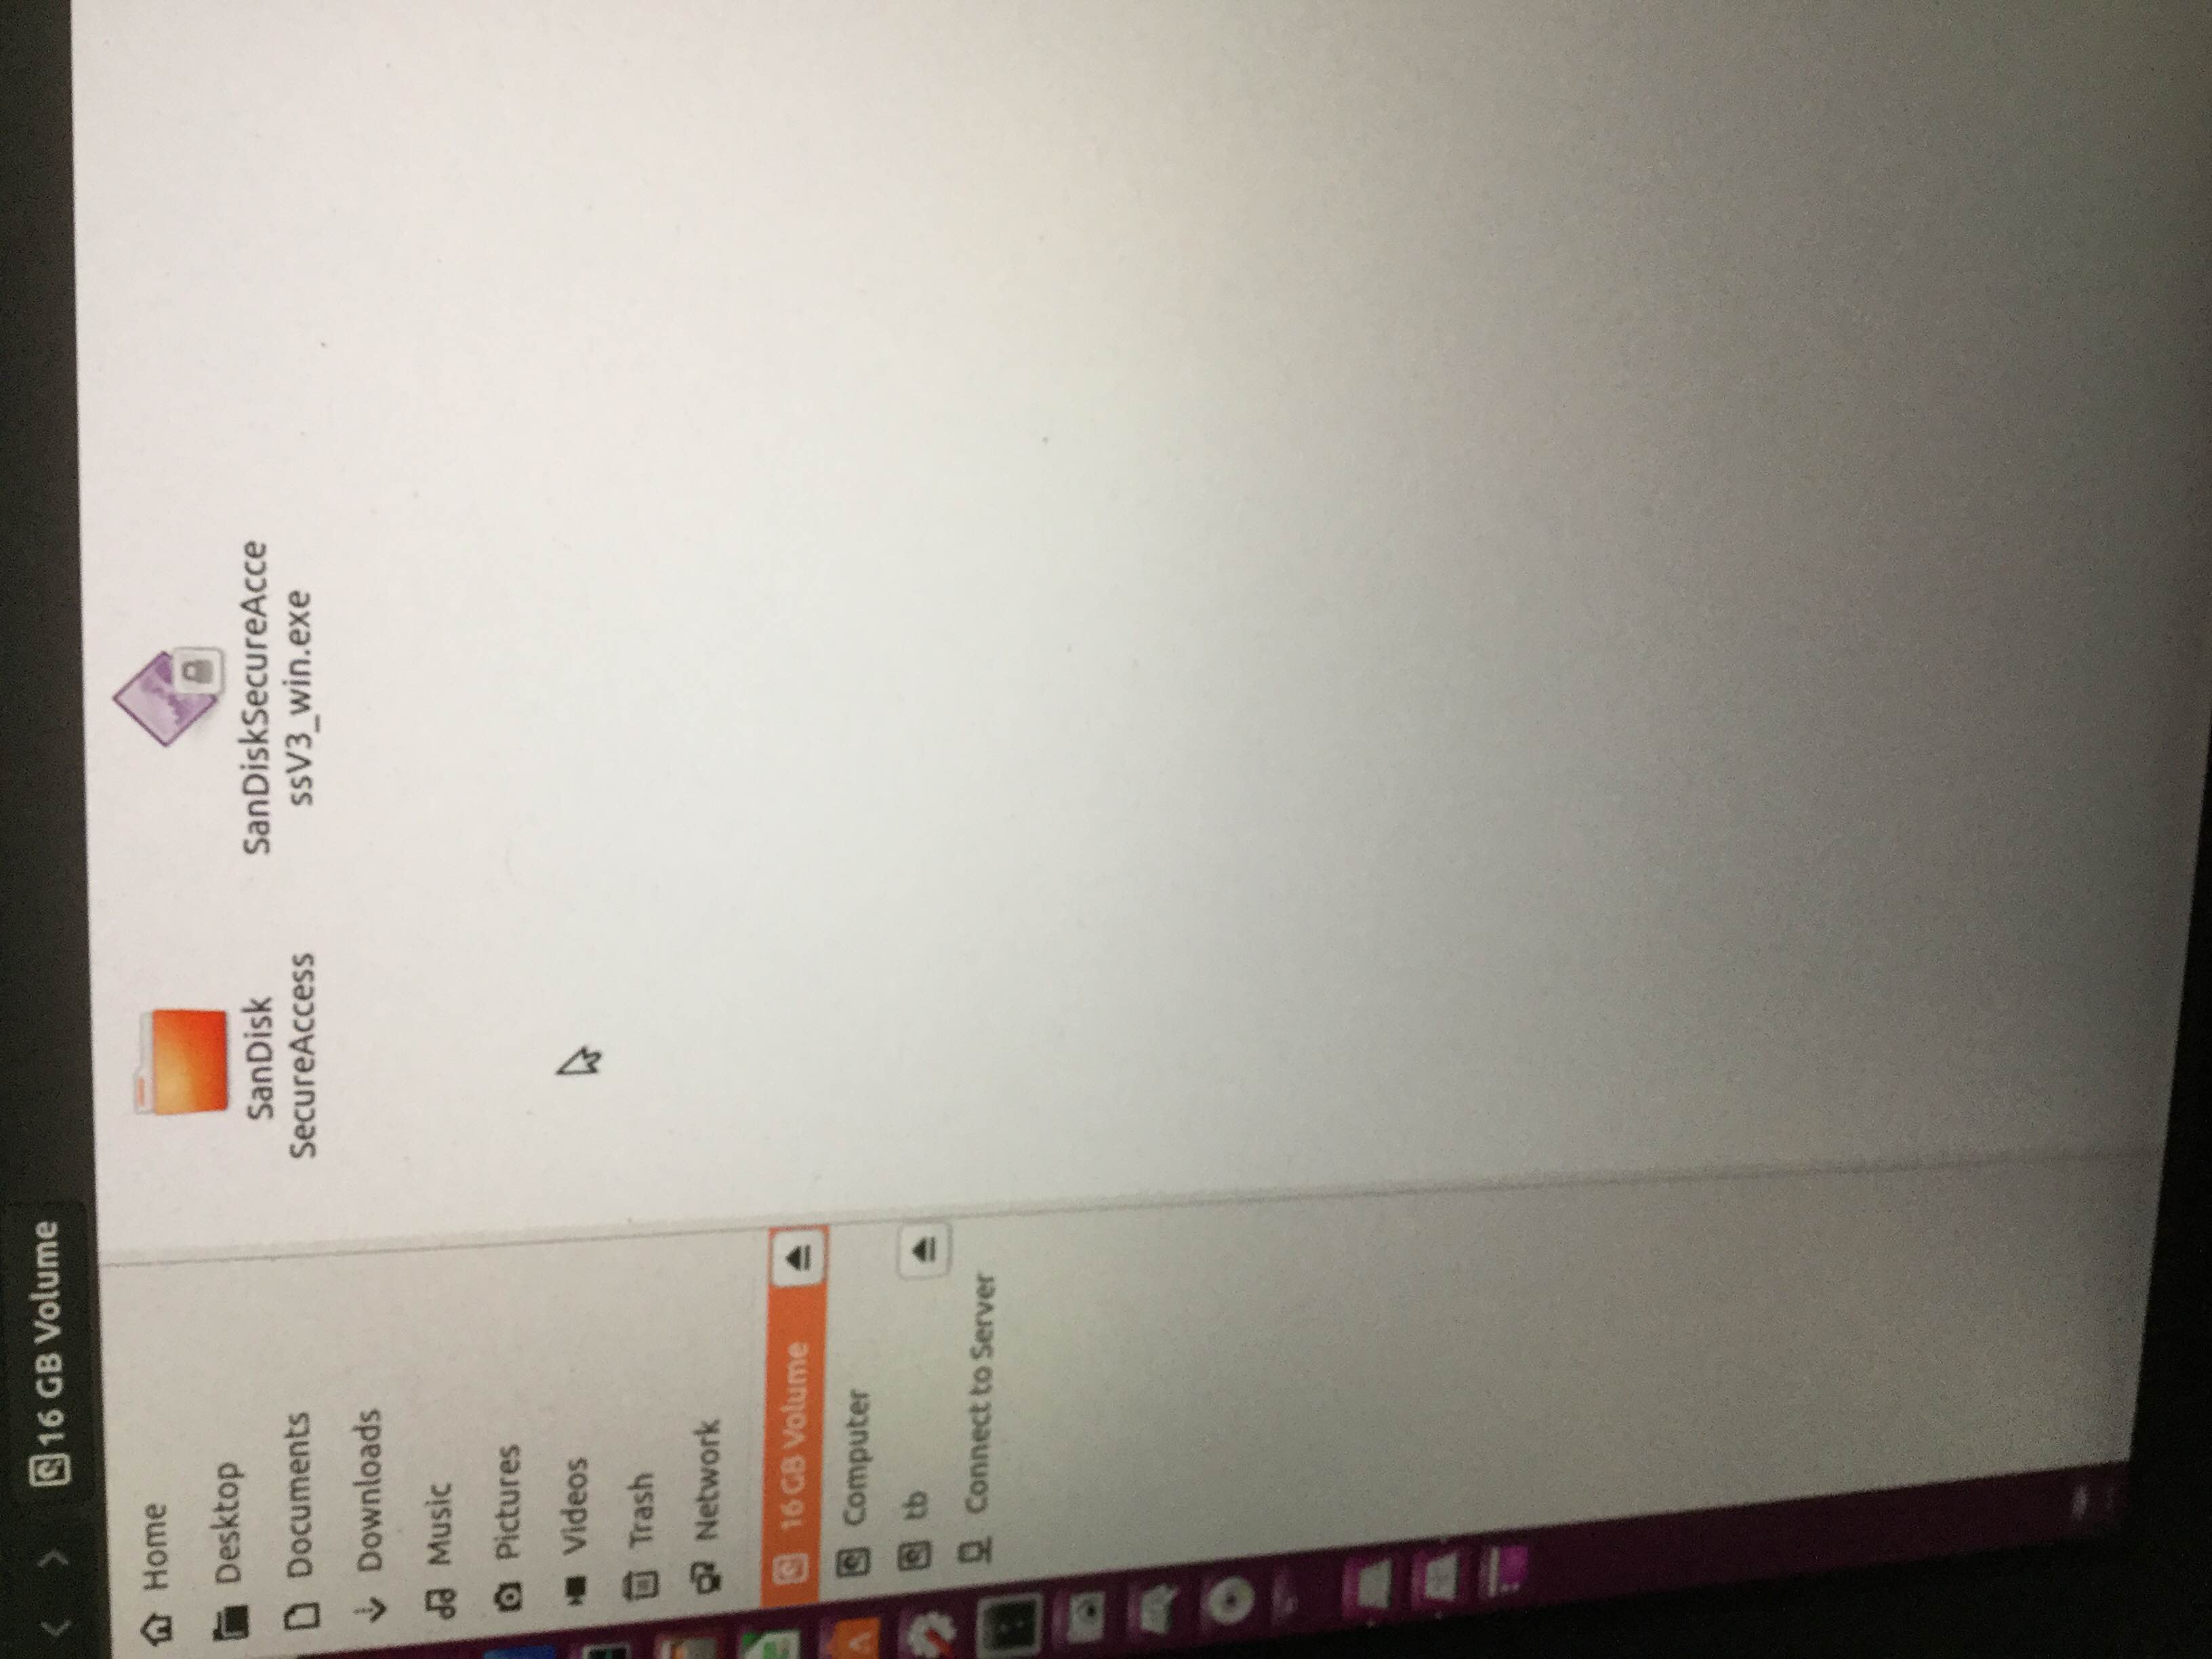 16 GB Volume
Home
Desktop
Documents
Downloads
Music
Pictures
Videos
Trash
Network
16 GB Volume
Computer
tb
Connect to Server
SanDisk
SecureAccess
SanDiskSecureAcce
ssV3_win.exe